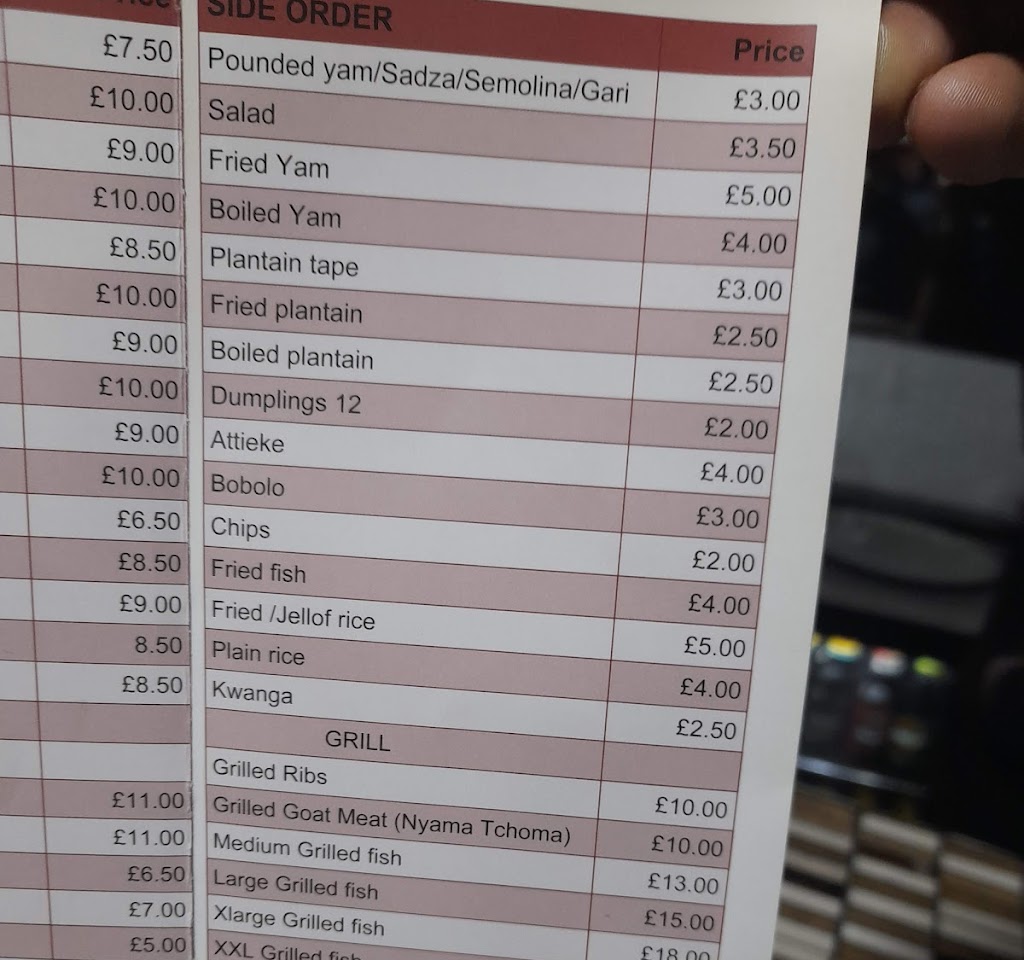 £7.50
£10.00
£9.00
£10.00
£8.50
£10.00
£9.00
£10.00
£9.00
£10.00
£6.50
£8.50
£9.00
8.50
£8.50
£11.00
£11.00
£6.50
£7.00
£5.00
SIDE ORDER Price
Pounded yam/Sadza/Semolina/Gari £3.00
Salad £3.50
Fried Yam £5.00
Boiled Yam £4.00
Plantain tape £3.00
Fried plantain £2.50
Boiled plantain £2.50
Dumplings 12 £2.00
Attieke £4.00
Bobolo £3.00
Chips £2.00
Fried fish £4.00
Fried /Jellof rice £5.00
Plain rice £4.00
Kwanga £2.50
GRILL
Grilled Ribs £10.00
Grilled Goat Meat (Nyama Tchoma) £10.00
Medium Grilled fish £13.00
Large Grilled fish £15.00
Xlarge Grilled fish £18.00
XXL Grilled fish